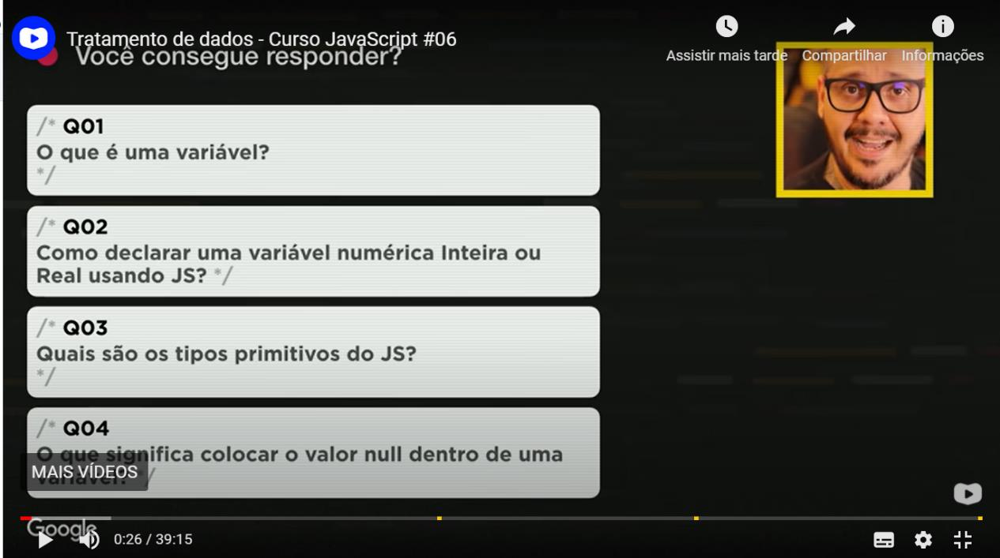 Tratamento de dados - Curso JavaScript #06
Assistir mais tarde
Compartilhar
Informações
Você consegue responder?
/* Q01
O que é uma variável?
*/
/* Q02
Como declarar uma variável numérica Inteira ou
Real usando JS? */
/* Q03
Quais são os tipos primitivos do JS?
*/
/* Q04
O que significa colocar o valor null dentro de uma
variável? */
MAIS VÍDEOS
Google
0:26 / 39:15